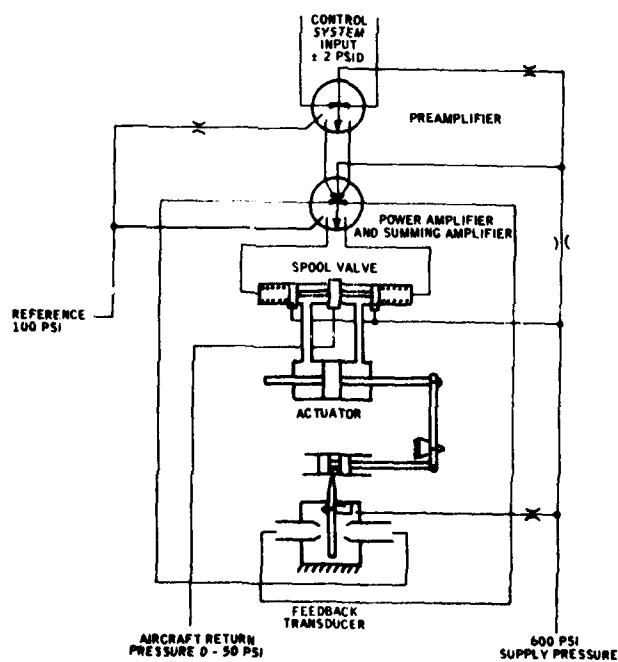 CONTROL
SYSTEM
INPUT
± 2 PSID
PREAMPLIFIER
POWER AMPLIFIER
AND SUMMING AMPLIFIER
SPOOL VALVE
REFERENCE
100 PSI
ACTUATOR
FEEDBACK
TRANSDUCER
AIRCRAFT RETURN
PRESSURE 0 - 50 PSI
600 PSI
SUPPLY PRESSURE